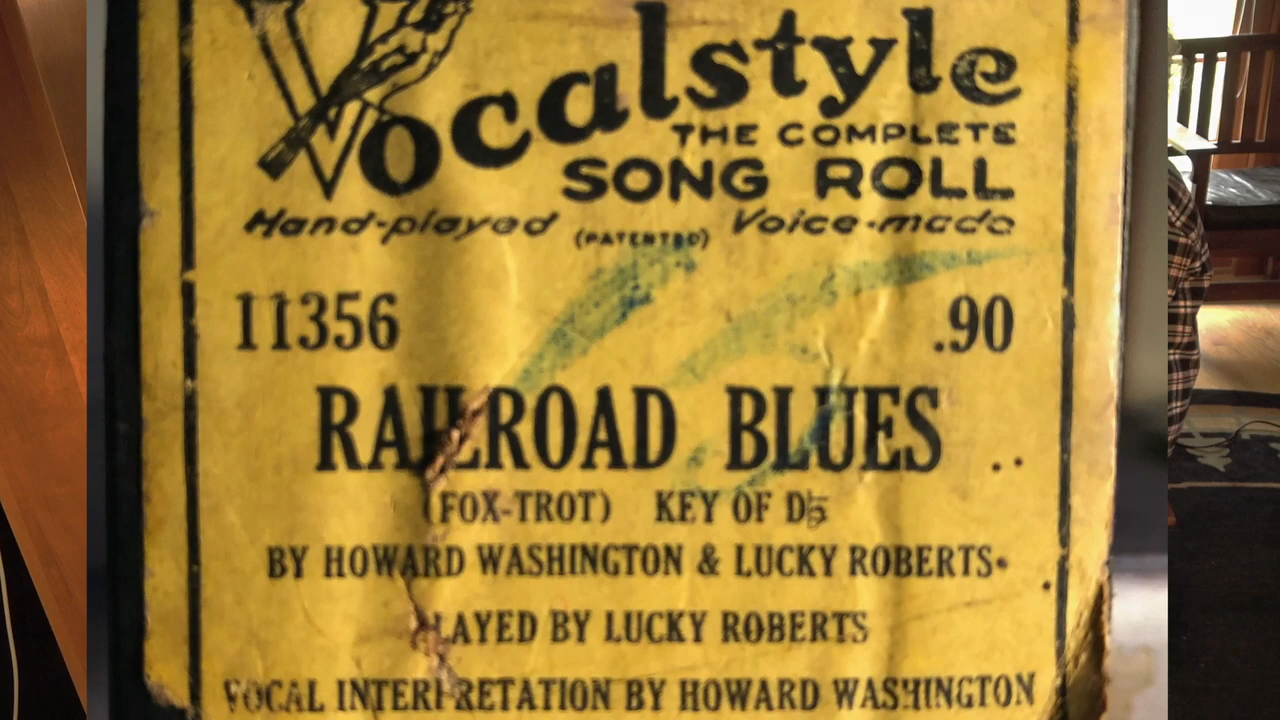 Vocalstyle
THE COMPLETE
SONG ROLL
Hand-played (PATENTED) Voice-made
11356 .90
RAILROAD BLUES ..
(FOX-TROT) KEY OF D♭
BY HOWARD WASHINGTON & LUCKY ROBERTS.
PLAYED BY LUCKY ROBERTS
VOCAL INTERPRETATION BY HOWARD WASHINGTON